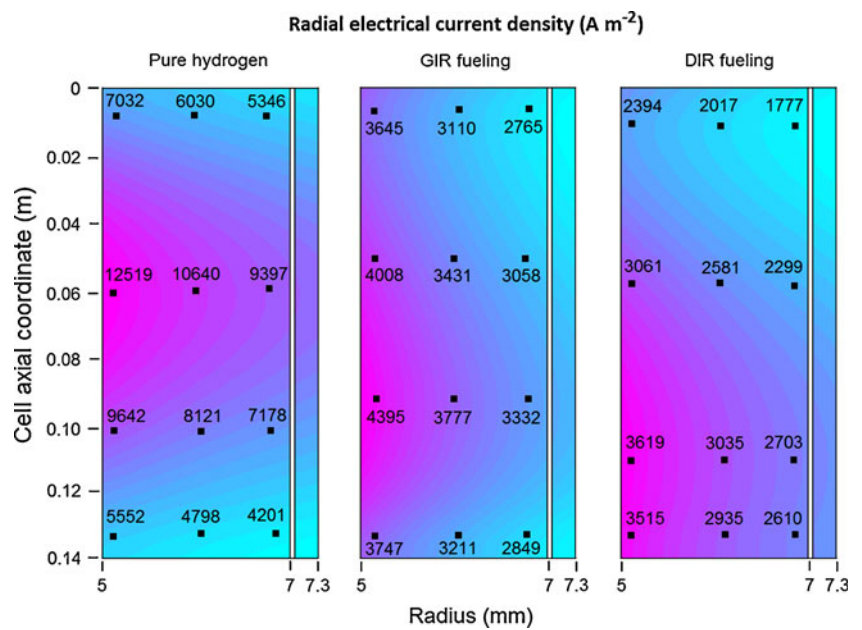 Radial electrical current density (A m⁻²)
Pure hydrogen GIR fueling DIR fueling
0
7032 6030 5346
3645 3110 2765
2394 2017 1777
0.02
0.04
12519 10640 9397
4008 3431 3058
3061 2581 2299
0.06
0.08
9642 8121 7178
4395 3777 3332
3619 3035 2703
0.10
0.12
5552 4798 4201
3747 3211 2849
3515 2935 2610
0.14
Cell axial coordinate (m)
5 7 7.3 5 7 7.3 5 7 7.3
Radius (mm)